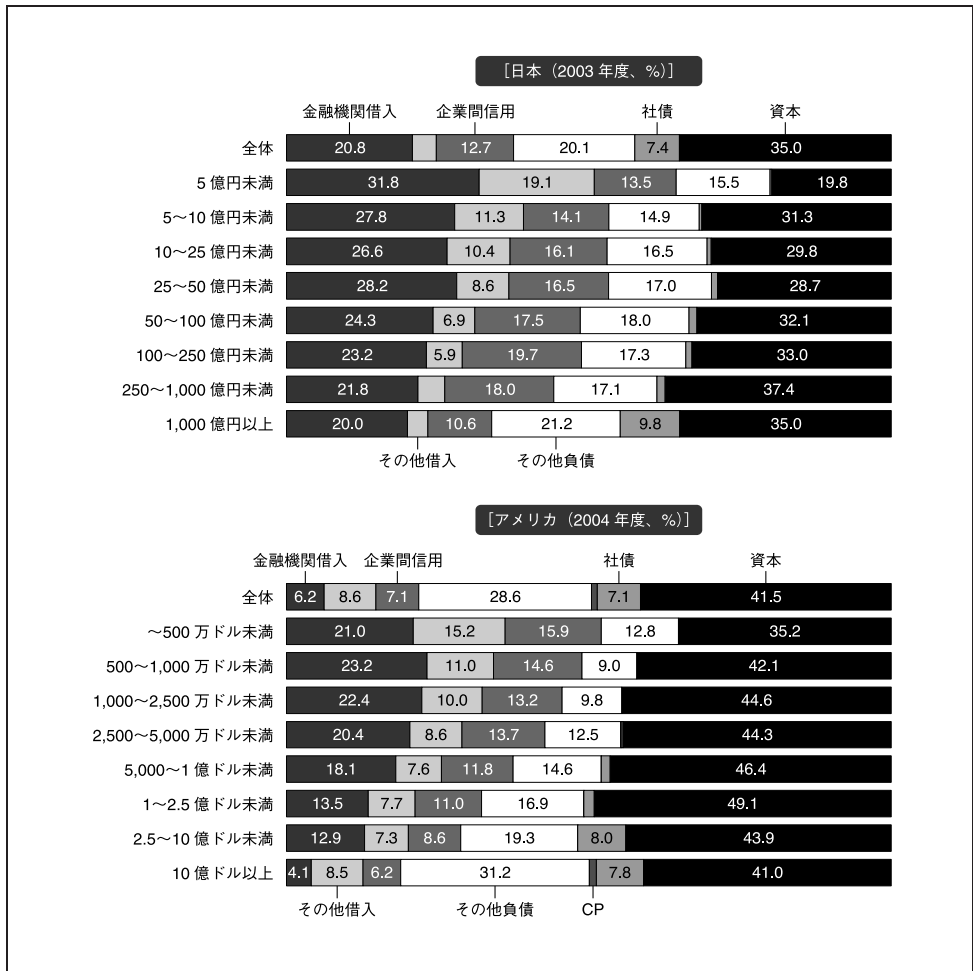 [日本（2003 年度、%）]
金融機関借入 企業間信用 社債 資本
全体 20.8 12.7 20.1 7.4 35.0
5 億円未満 31.8 19.1 13.5 15.5 19.8
5～10 億円未満 27.8 11.3 14.1 14.9 31.3
10～25 億円未満 26.6 10.4 16.1 16.5 29.8
25～50 億円未満 28.2 8.6 16.5 17.0 28.7
50～100 億円未満 24.3 6.9 17.5 18.0 32.1
100～250 億円未満 23.2 5.9 19.7 17.3 33.0
250～1,000 億円未満 21.8 18.0 17.1 37.4
1,000 億円以上 20.0 10.6 21.2 9.8 35.0
その他借入 その他負債
[アメリカ（2004 年度、%）]
金融機関借入 企業間信用 社債 資本
全体 6.2 8.6 7.1 28.6 7.1 41.5
～500 万ドル未満 21.0 15.2 15.9 12.8 35.2
500～1,000 万ドル未満 23.2 11.0 14.6 9.0 42.1
1,000～2,500 万ドル未満 22.4 10.0 13.2 9.8 44.6
2,500～5,000 万ドル未満 20.4 8.6 13.7 12.5 44.3
5,000～1 億ドル未満 18.1 7.6 11.8 14.6 46.4
1～2.5 億ドル未満 13.5 7.7 11.0 16.9 49.1
2.5～10 億ドル未満 12.9 7.3 8.6 19.3 8.0 43.9
10 億ドル以上 4.1 8.5 6.2 31.2 7.8 41.0
その他借入 その他負債 CP